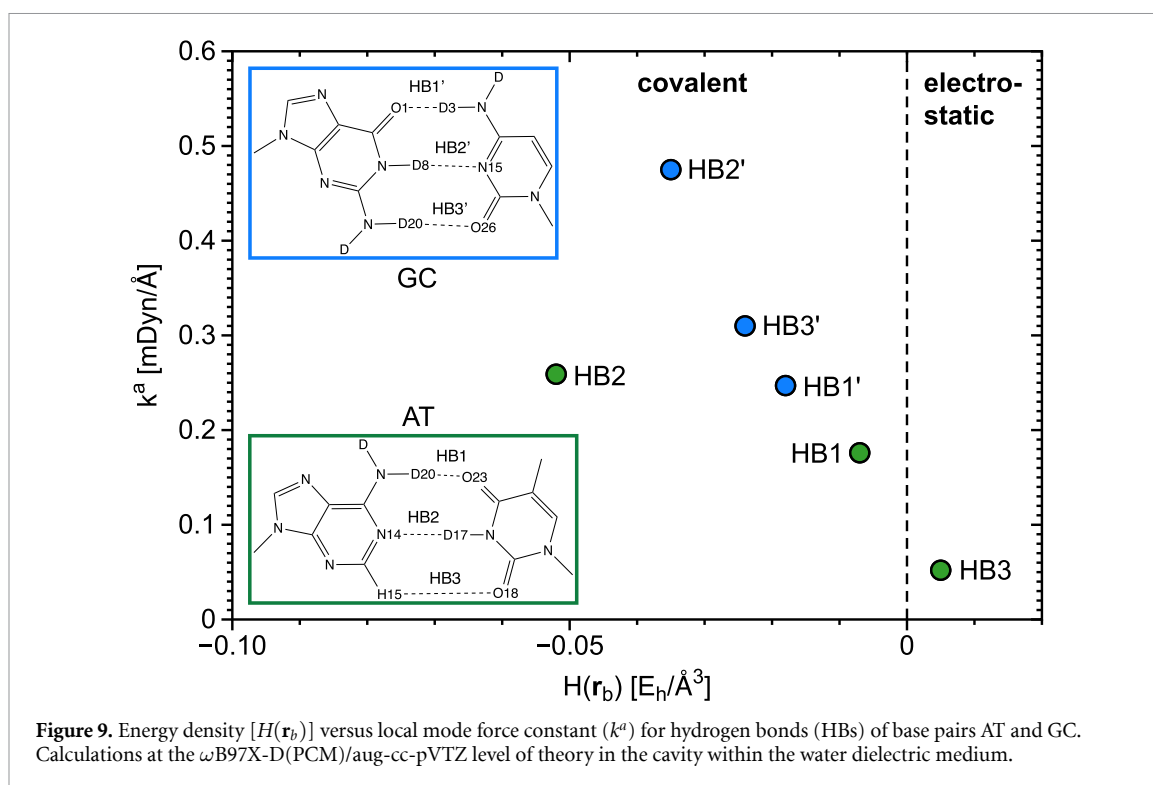 0.6
0.5
0.4
0.3
0.2
0.1
0
kᵃ [mDyn/Å]
covalent
electro-
static
D
HB1'
N
O1
D3
N
N
HB2'
N
D8
N15
N
HB3'
N
N
D20
O26
D
GC
HB2'
HB3'
HB2
HB1'
HB1
HB3
AT
D
HB1
N
N
D20
O23
HB2
N
N14
D17
N
N
N
HB3
H15
O18
−0.10
−0.05
0
H(r_b) [E_h/Å³]
Figure 9. Energy density [H(r_b)] versus local mode force constant (kᵃ) for hydrogen bonds (HBs) of base pairs AT and GC.
Calculations at the ωB97X-D(PCM)/aug-cc-pVTZ level of theory in the cavity within the water dielectric medium.